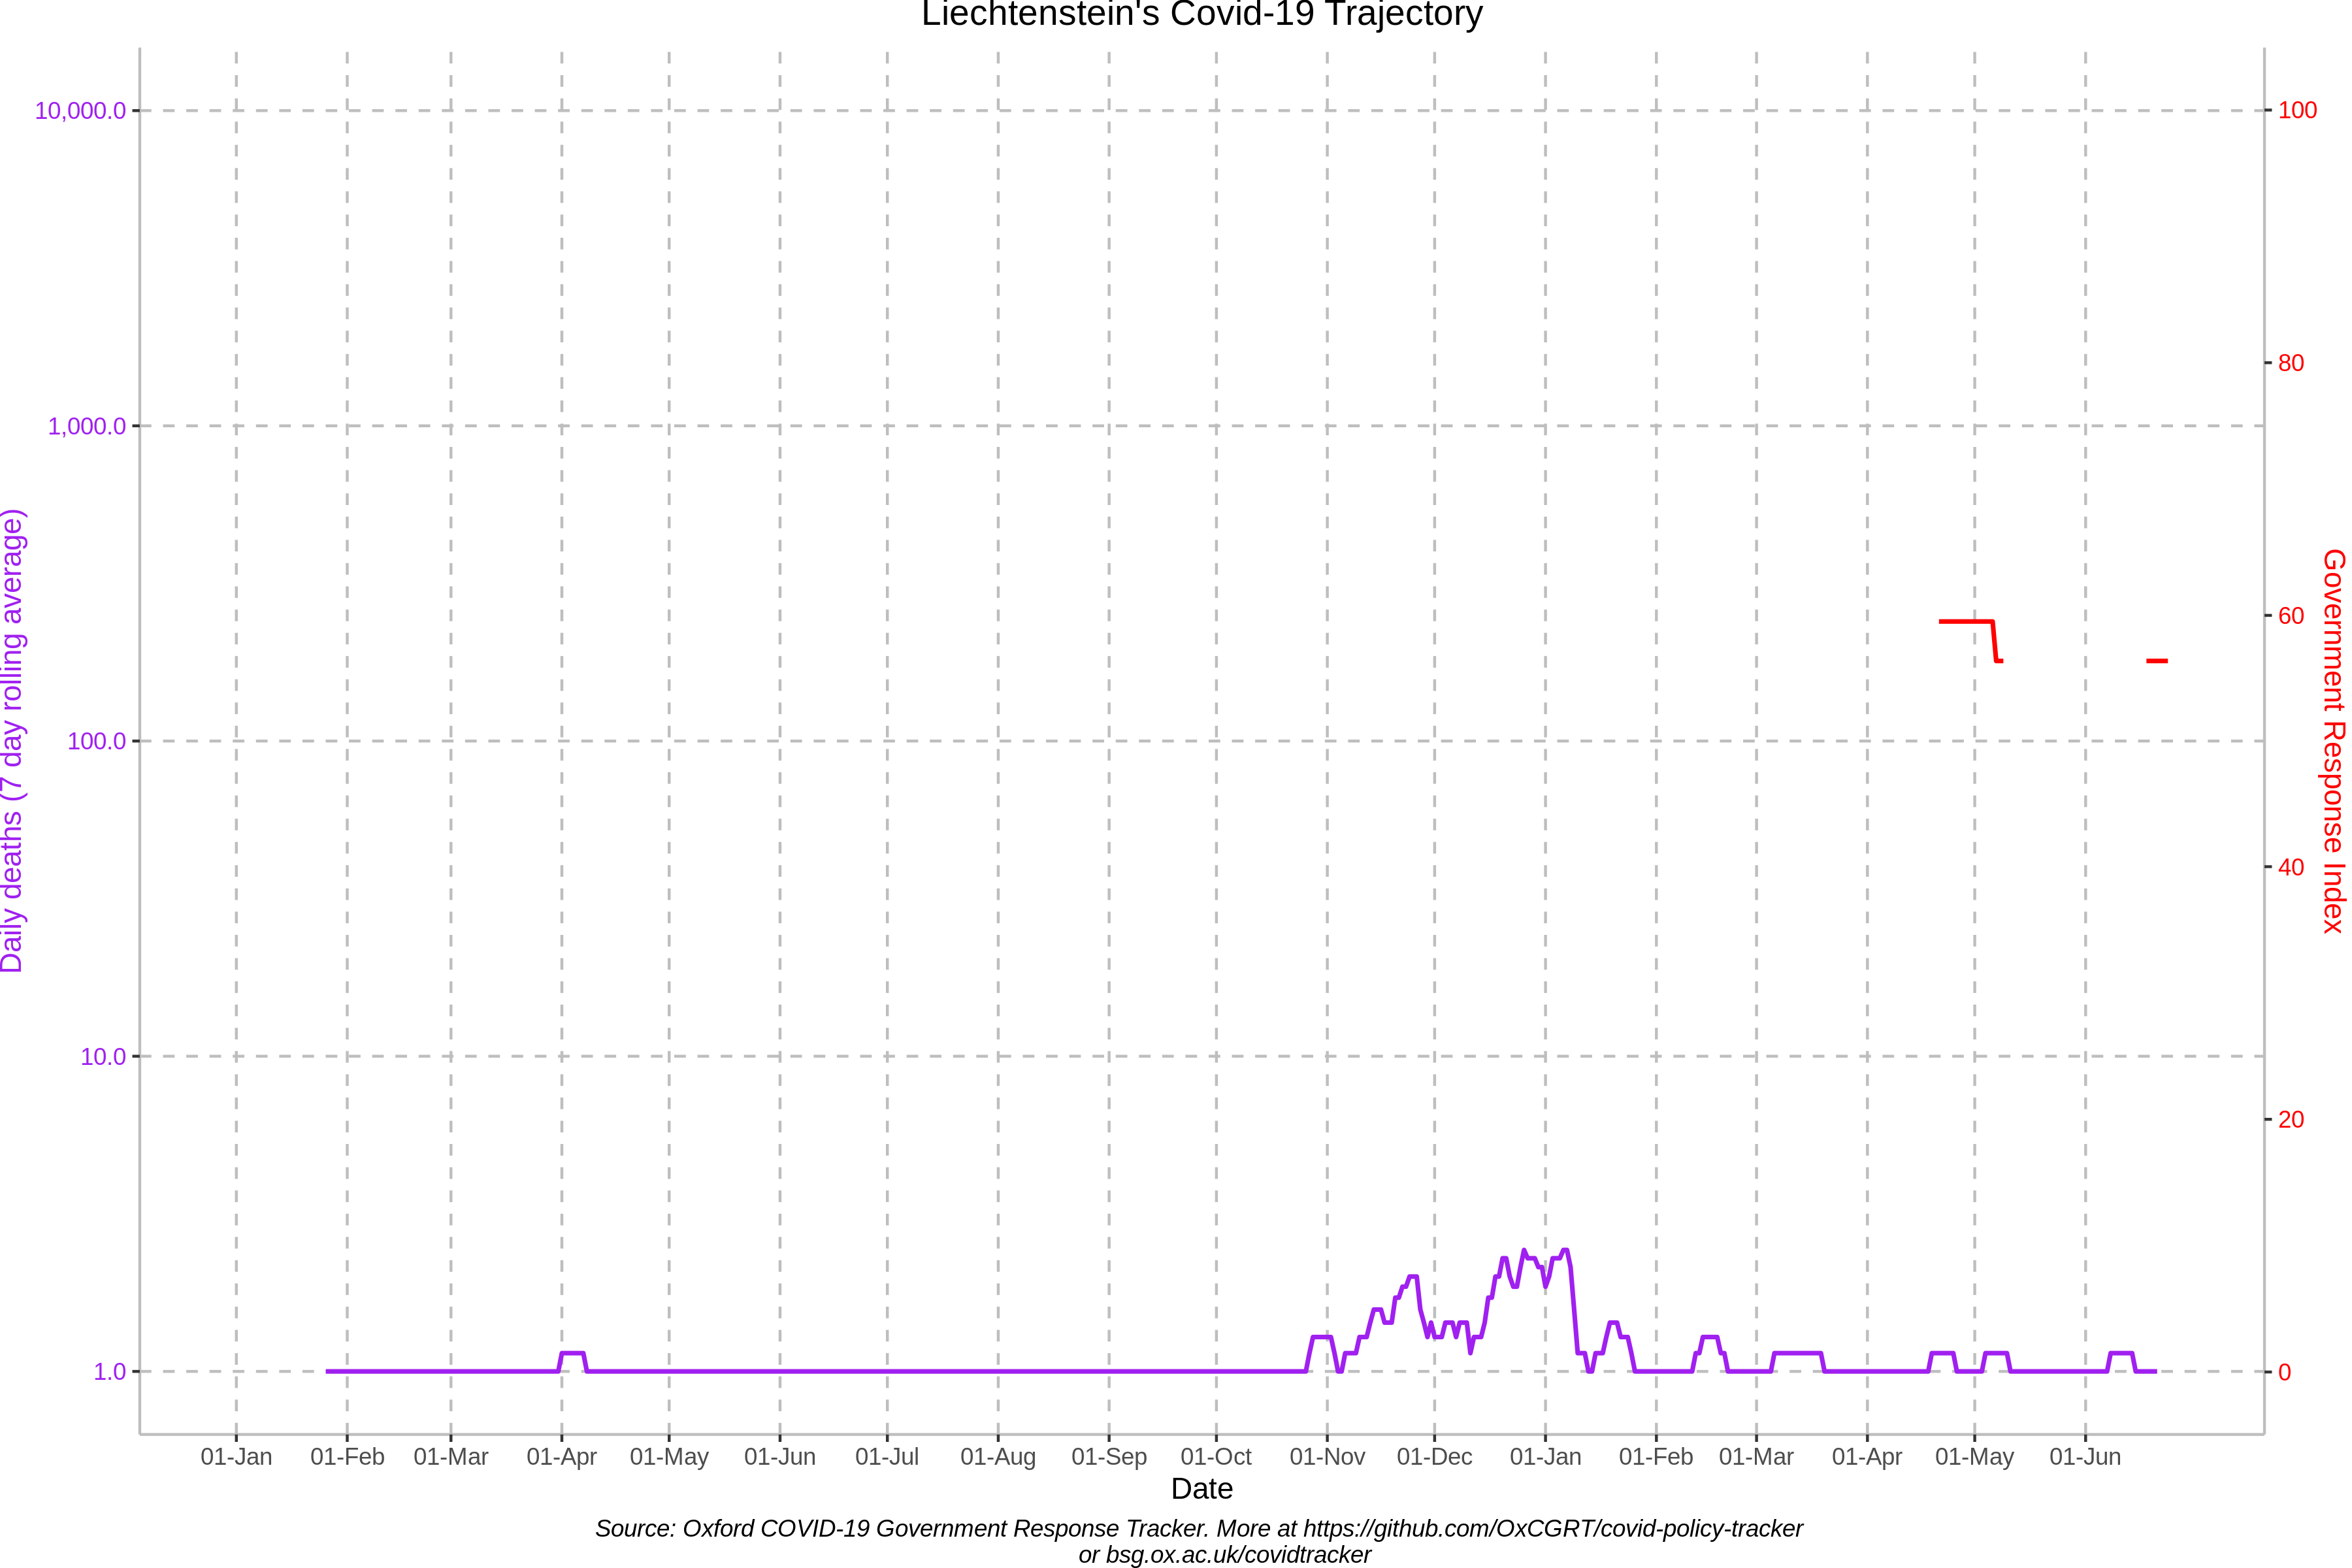 Liechtenstein's Covid-19 Trajectory
10,000.0
1,000.0
100.0
10.0
1.0
Daily deaths (7 day rolling average)
100
80
60
40
20
0
Government Response Index
01-Jan 01-Feb 01-Mar 01-Apr 01-May 01-Jun 01-Jul 01-Aug 01-Sep 01-Oct 01-Nov 01-Dec 01-Jan 01-Feb 01-Mar 01-Apr 01-May 01-Jun
Date
Source: Oxford COVID-19 Government Response Tracker. More at https://github.com/OxCGRT/covid-policy-tracker
or bsg.ox.ac.uk/covidtracker